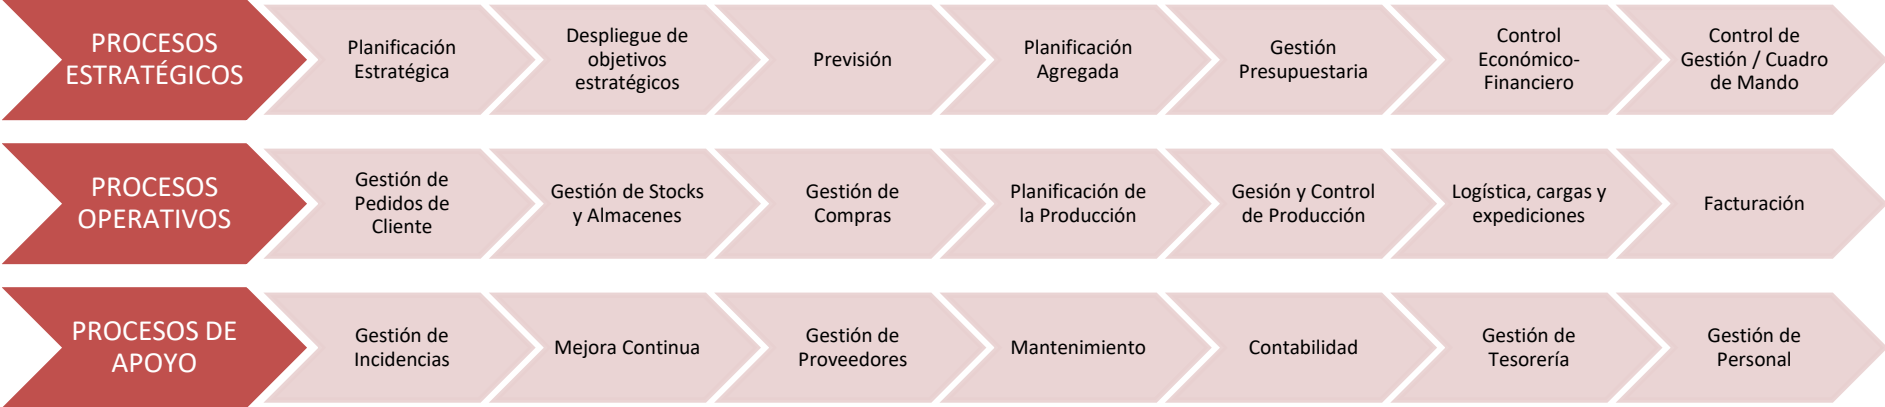 PROCESOS
ESTRATÉGICOS
Planificación
Estratégica
Despliegue de
objetivos
estratégicos
Previsión
Planificación
Agregada
Gestión
Presupuestaria
Control
Económico-
Financiero
Control de
Gestión / Cuadro
de Mando
PROCESOS
OPERATIVOS
Gestión de
Pedidos de
Cliente
Gestión de Stocks
y Almacenes
Gestión de
Compras
Planificación de
la Producción
Gesión y Control
de Producción
Logística, cargas y
expediciones
Facturación
PROCESOS DE
APOYO
Gestión de
Incidencias
Mejora Continua
Gestión de
Proveedores
Mantenimiento
Contabilidad
Gestión de
Tesorería
Gestión de
Personal